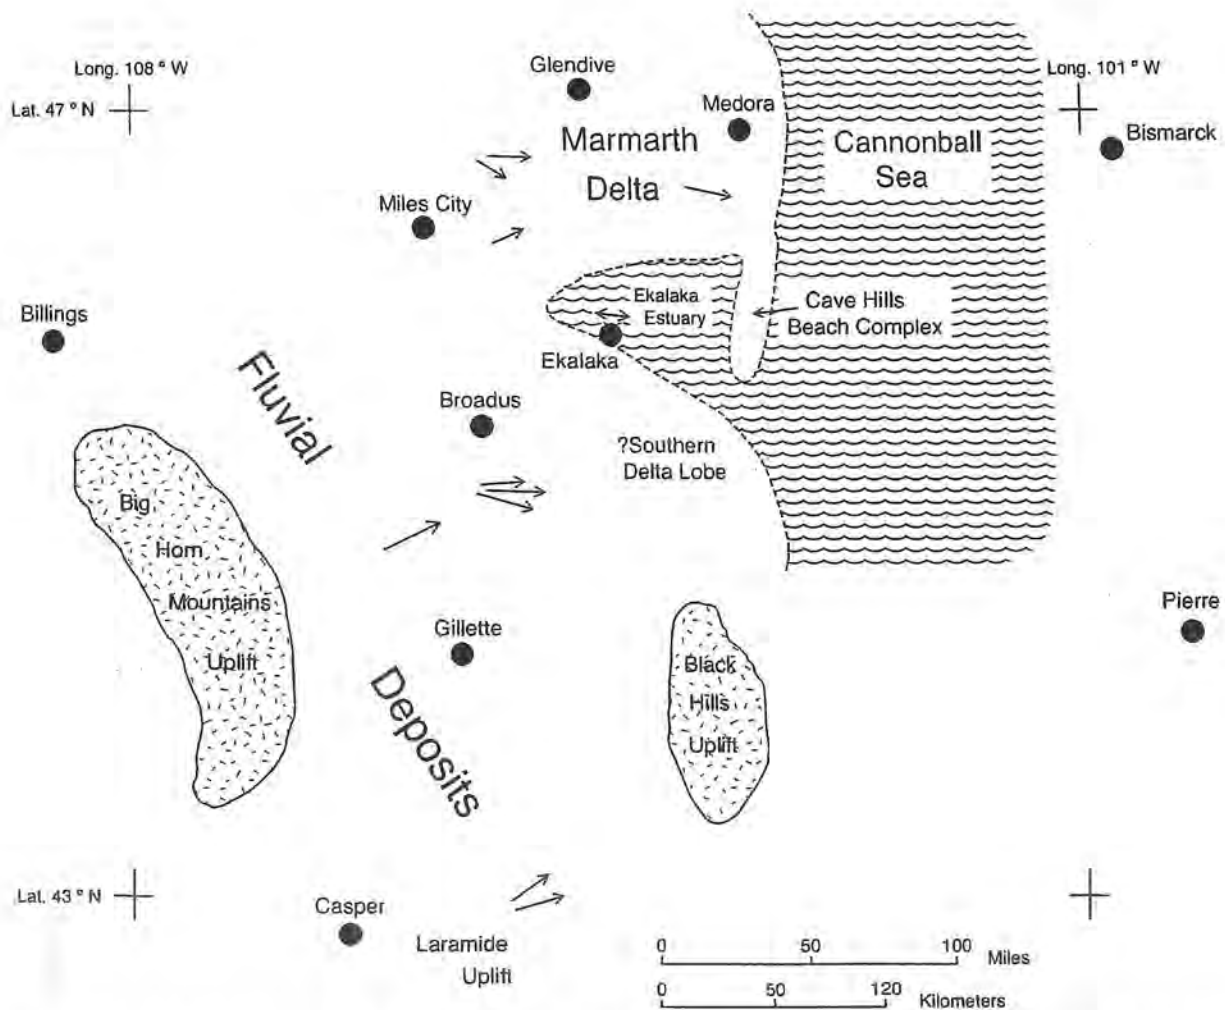 Long. 108 ° W
Lat. 47 ° N
Glendive
Medora
Long. 101 ° W
Bismarck
Marmarth
Delta
Cannonball
Sea
Miles City
Billings
Ekalaka
Estuary
Cave Hills
Beach Complex
Ekalaka
Fluvial
Broadus
?Southern
Delta Lobe
Big
Horn
Mountains
Uplift
Gillette
Black
Hills
Uplift
Pierre
Deposits
Lat. 43 ° N
Casper
Laramide
Uplift
0 50 100
Miles
0 50 120
Kilometers